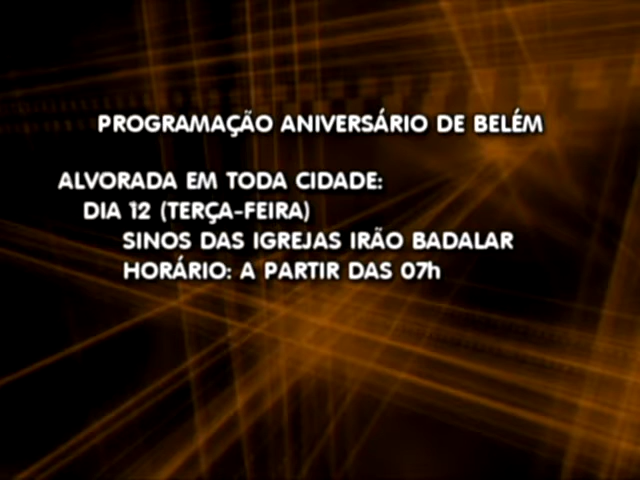 PROGRAMAÇÃO ANIVERSÁRIO DE BELÉM
ALVORADA EM TODA CIDADE:
DIA 12 (TERÇA-FEIRA)
SINOS DAS IGREJAS IRÃO BADALAR
HORÁRIO: A PARTIR DAS 07h